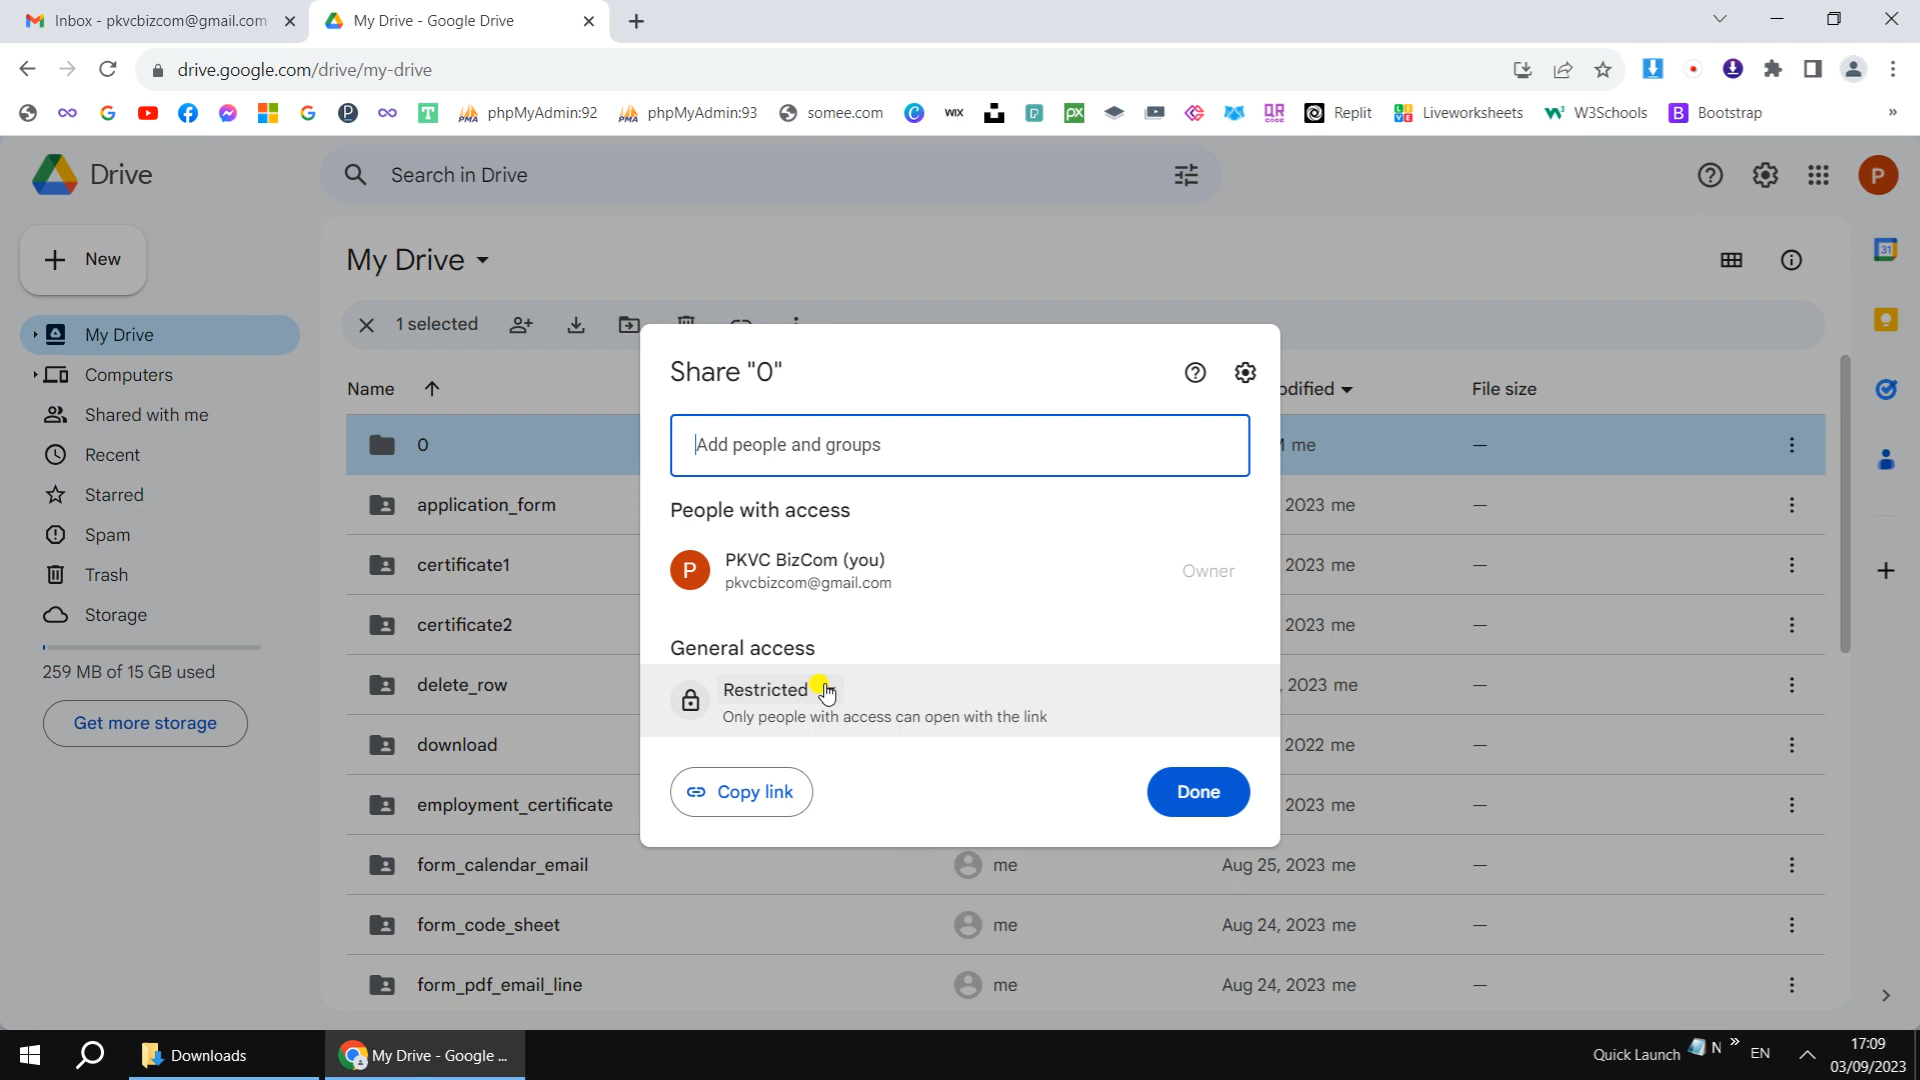 Inbox - pkvcbizcom@gmail.com
My Drive - Google Drive
drive.google.com/drive/my-drive
phpMyAdmin:92
phpMyAdmin:93
somee.com
WIX
Replit
Liveworksheets
W3Schools
Bootstrap
»
Drive
Search in Drive
P
New
My Drive
1 selected
My Drive
Computers
Shared with me
Recent
Starred
Spam
Trash
Storage
259 MB of 15 GB used
Get more storage
Name
odified
File size
0
me
—
application_form
2023 me
—
certificate1
2023 me
—
certificate2
2023 me
—
delete_row
, 2023 me
—
download
2022 me
—
employment_certificate
2023 me
—
form_calendar_email
me
Aug 25, 2023 me
—
form_code_sheet
me
Aug 24, 2023 me
—
form_pdf_email_line
me
Aug 24, 2023 me
—
Share "0"
Add people and groups
People with access
P
PKVC BizCom (you)
pkvcbizcom@gmail.com
Owner
General access
Restricted
Only people with access can open with the link
Copy link
Done
31
Downloads
My Drive - Google ...
Quick Launch
N
»
EN
17:09
03/09/2023